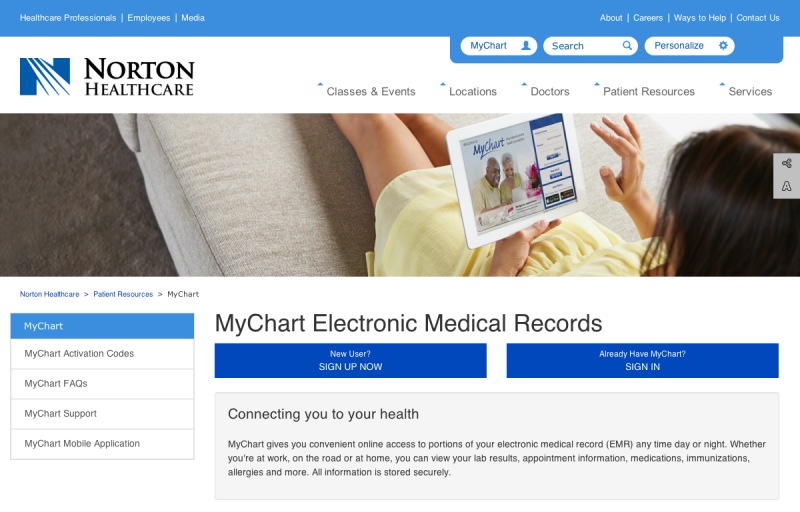 Healthcare Professionals | Employees | Media
About | Careers | Ways to Help | Contact Us
MyChart
Search
Personalize
NORTON
HEALTHCARE
Classes & Events
Locations
Doctors
Patient Resources
Services
MyChart
A
Norton Healthcare > Patient Resources > MyChart
MyChart
MyChart Activation Codes
MyChart FAQs
MyChart Support
MyChart Mobile Application
MyChart Electronic Medical Records
New User?
SIGN UP NOW
Already Have MyChart?
SIGN IN
Connecting you to your health
MyChart gives you convenient online access to portions of your electronic medical record (EMR) any time day or night. Whether
you're at work, on the road or at home, you can view your lab results, appointment information, medications, immunizations,
allergies and more. All information is stored securely.